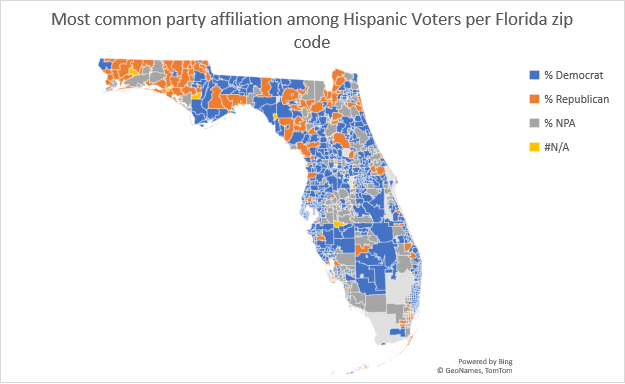 Most common party affiliation among Hispanic Voters per Florida zip
code
% Democrat
% Republican
% NPA
#N/A
Powered by Bing
© GeoNames, TomTom